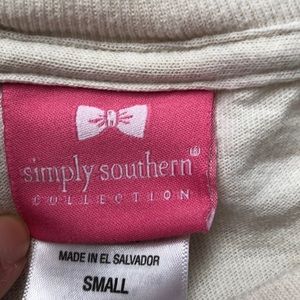 simply southern®
COLLECTION
MADE IN EL SALVADOR
SMALL